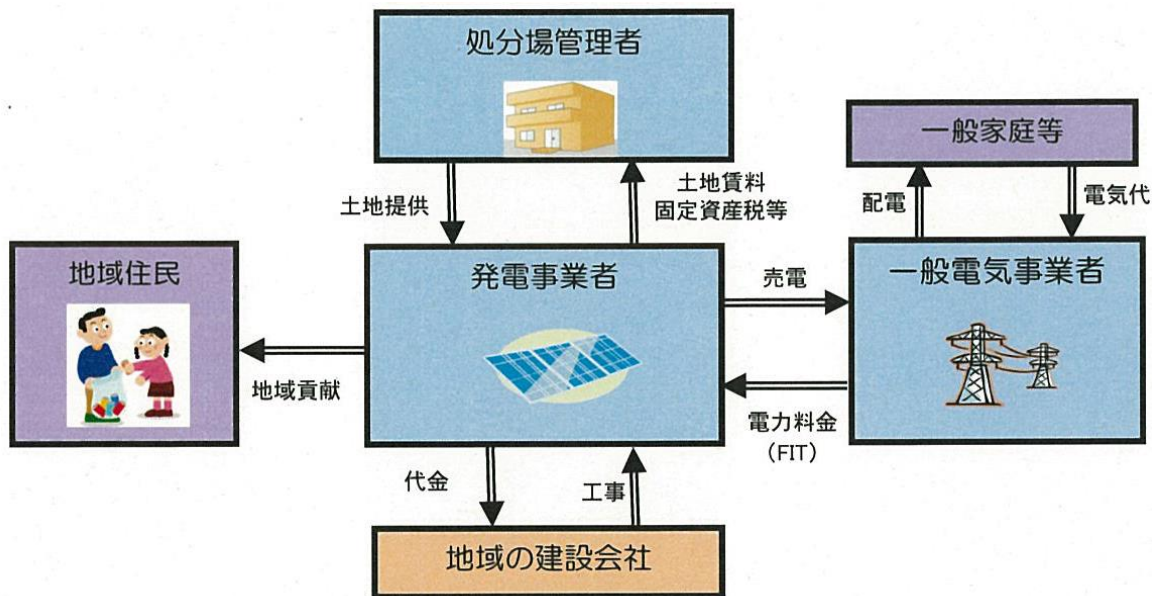 処分場管理者
一般家庭等
土地提供
土地賃料
固定資産税等
配電
電気代
地域住民
発電事業者
売電
一般電気事業者
地域貢献
電力料金
（FIT）
代金
工事
地域の建設会社